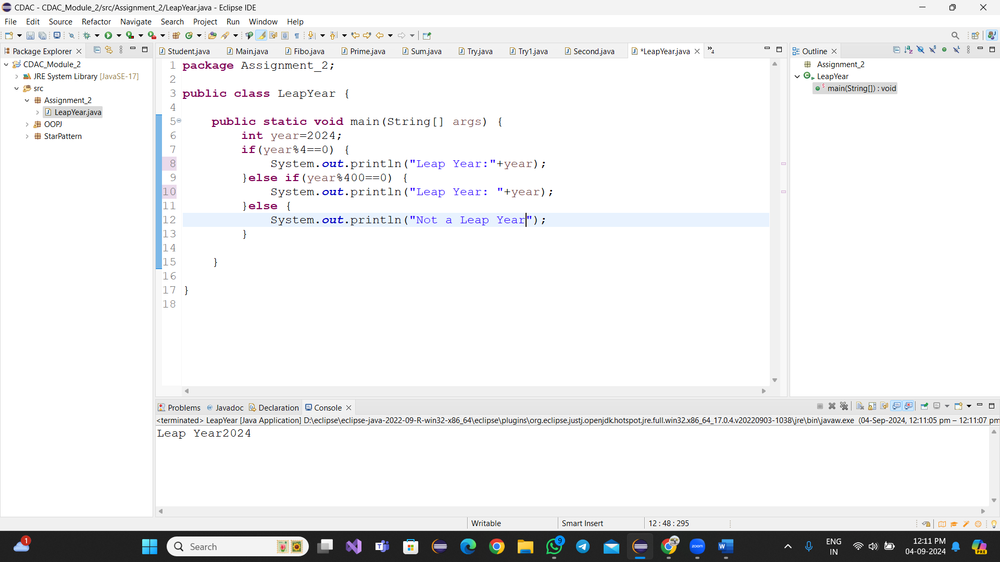 CDAC - CDAC_Module_2/src/Assignment_2/LeapYear.java - Eclipse IDE
File Edit Source Refactor Navigate Search Project Run Window Help
Package Explorer
CDAC_Module_2
JRE System Library [JavaSE-17]
src
Assignment_2
LeapYear.java
OOPJ
StarPattern
Student.java Main.java Fibo.java Prime.java Sum.java Try.java Try1.java Second.java *LeapYear.java »4
1 package Assignment_2;
2
3 public class LeapYear {
4
5 public static void main(String[] args) {
6 int year=2024;
7 if(year%4==0) {
8 System.out.println("Leap Year:"+year);
9 }else if(year%400==0) {
10 System.out.println("Leap Year: "+year);
11 }else {
12 System.out.println("Not a Leap Year");
13 }
14
15 }
16
17 }
18
Outline
Assignment_2
LeapYear
main(String[]) : void
Problems @ Javadoc Declaration Console
<terminated> LeapYear [Java Application] D:\eclipse\eclipse-java-2022-09-R-win32-x86_64\eclipse\plugins\org.eclipse.justj.openjdk.hotspot.jre.full.win32.x86_64_17.0.4.v20220903-1038\jre\bin\javaw.exe (04-Sep-2024, 12:11:05 pm – 12:11:07 pm
Leap Year2024
Writable Smart Insert 12 : 48 : 295
1
Search
9
zoom
W
ENG
IN
12:11 PM
04-09-2024
PRE